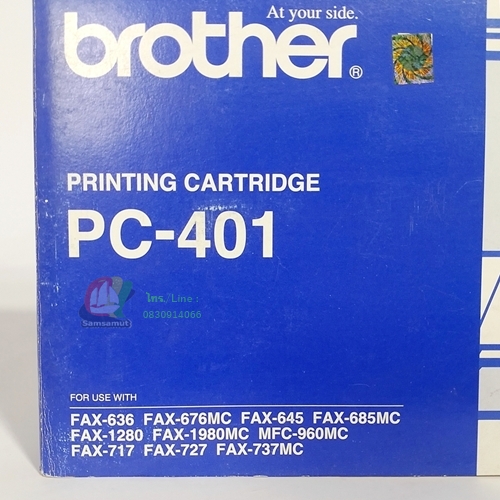 At your side.
brother®
PRINTING CARTRIDGE
PC-401
โทร./Line :
0830914066
Samsamut
FOR USE WITH
FAX-636 FAX-676MC FAX-645 FAX-685MC
FAX-1280 FAX-1980MC MFC-960MC
FAX-717 FAX-727 FAX-737MC